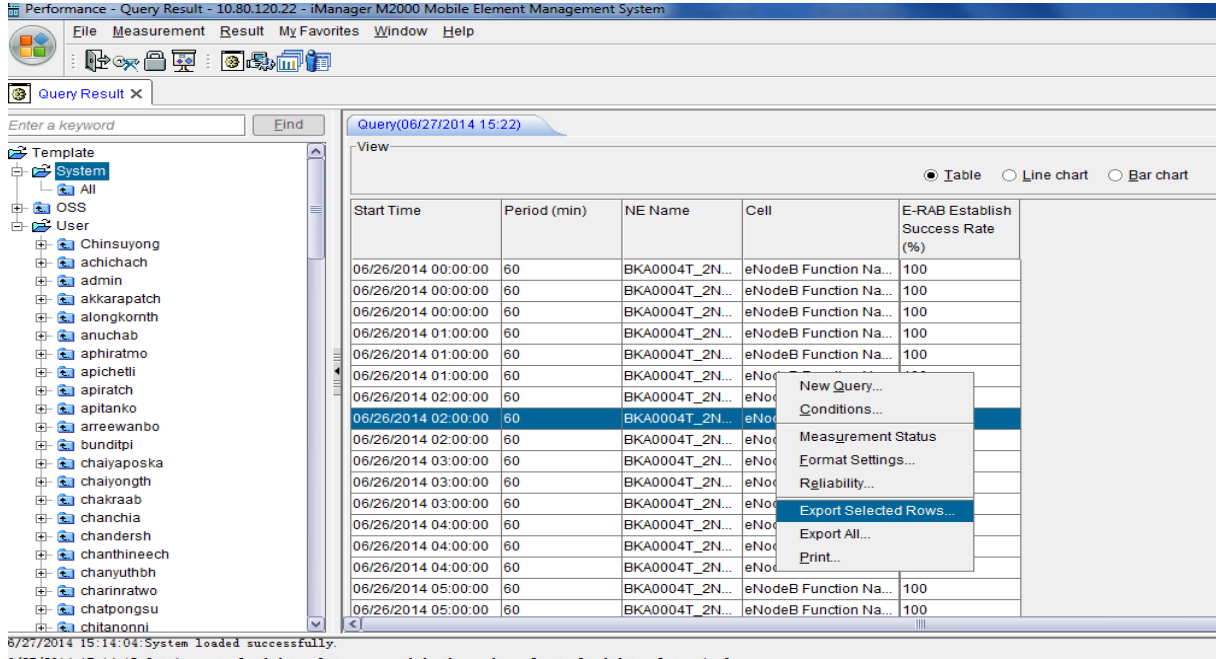 Performance - Query Result - 10.80.120.22 - iManager M2000 Mobile Element Management System
File Measurement Result My Favorites Window Help
Query Result
Enter a keyword Find
Template
System
All
OSS
User
Chinsuyong
achichach
admin
akkarapatch
alongkornth
anuchab
aphiratmo
apichetli
apiratch
apitanko
arreewanbo
bunditpi
chaiyaposka
chaiyongth
chakraab
chanchia
chandersh
chanthineech
chanyuthbh
charinratwo
chatpongsu
chitanonni
Query(06/27/2014 15:22)
View
Table Line chart Bar chart
Start Time Period (min) NE Name Cell E-RAB Establish Success Rate (%)
06/26/2014 00:00:00 60 BKA0004T_2N... eNodeB Function Na... 100
06/26/2014 00:00:00 60 BKA0004T_2N... eNodeB Function Na... 100
06/26/2014 00:00:00 60 BKA0004T_2N... eNodeB Function Na... 100
06/26/2014 01:00:00 60 BKA0004T_2N... eNodeB Function Na... 100
06/26/2014 01:00:00 60 BKA0004T_2N... eNodeB Function Na... 100
06/26/2014 01:00:00 60 BKA0004T_2N...
06/26/2014 02:00:00 60 BKA0004T_2N... eNo
06/26/2014 02:00:00 60 BKA0004T_2N... eNo
06/26/2014 02:00:00 60 BKA0004T_2N... eNo
06/26/2014 03:00:00 60 BKA0004T_2N... eNo
06/26/2014 03:00:00 60 BKA0004T_2N... eNo
06/26/2014 03:00:00 60 BKA0004T_2N... eNo
06/26/2014 04:00:00 60 BKA0004T_2N... eNo
06/26/2014 04:00:00 60 BKA0004T_2N... eNo
06/26/2014 04:00:00 60 BKA0004T_2N... eNo
06/26/2014 05:00:00 60 BKA0004T_2N... eNodeB Function Na... 100
06/26/2014 05:00:00 60 BKA0004T_2N... eNodeB Function Na... 100
New Query...
Conditions...
Measurement Status
Format Settings...
Reliability...
Export Selected Rows...
Export All...
Print...
6/27/2014 15:14:04:System loaded successfully.